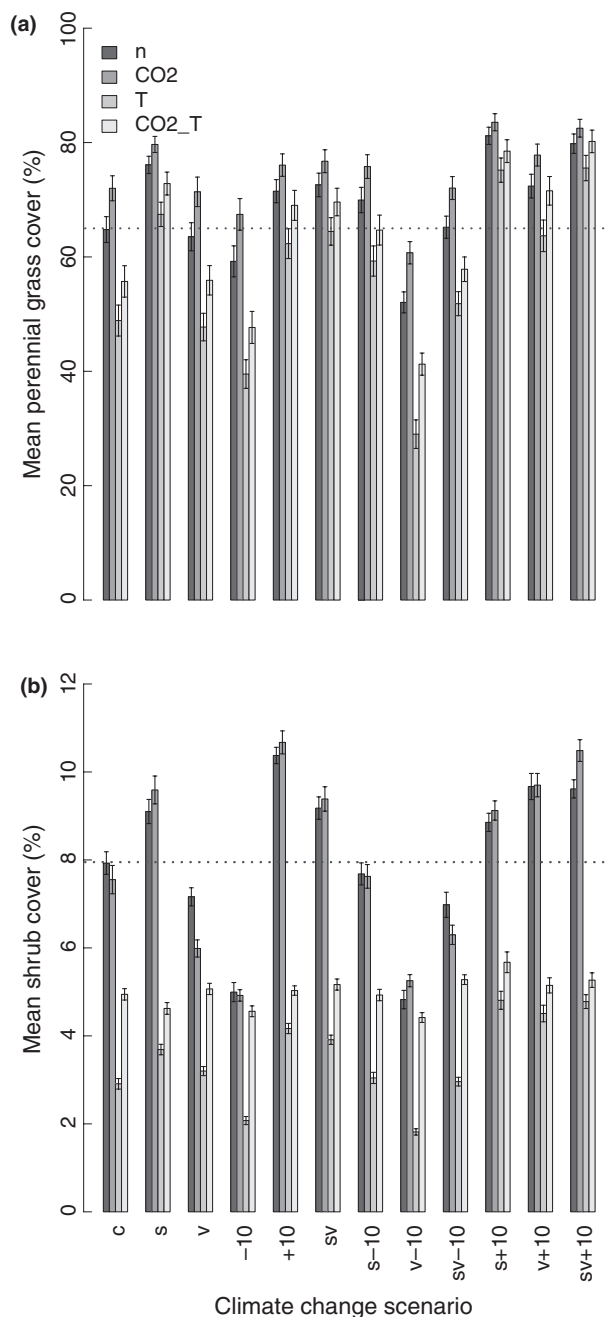 (a)
100
80
60
40
20
0
Mean perennial grass cover (%)
n
CO2
T
CO2_T
(b)
12
10
8
6
4
2
0
Mean shrub cover (%)
c
s
v
−10
+10
sv
s−10
v−10
sv−10
s+10
v+10
sv+10
Climate change scenario